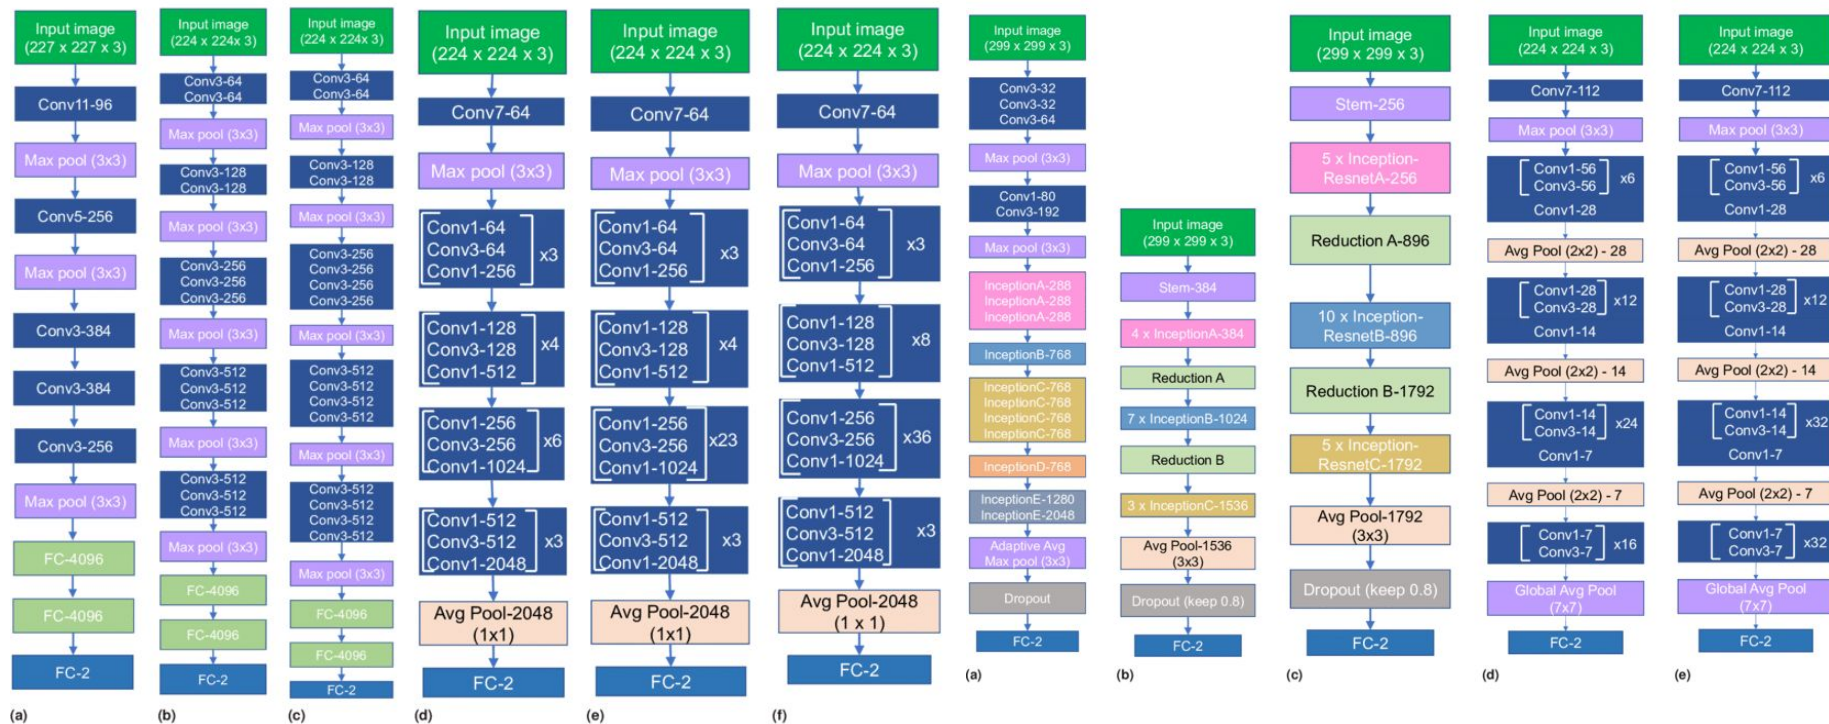 Input image
(227 x 227 x 3)
Conv11-96
Max pool (3x3)
Conv5-256
Max pool (3x3)
Conv3-384
Conv3-384
Conv3-256
Max pool (3x3)
FC-4096
FC-4096
FC-2
(a)
Input image
(224 x 224x 3)
Conv3-64
Conv3-64
Max pool (3x3)
Conv3-128
Conv3-128
Max pool (3x3)
Conv3-256
Conv3-256
Conv3-256
Max pool (3x3)
Conv3-512
Conv3-512
Conv3-512
Max pool (3x3)
Conv3-512
Conv3-512
Conv3-512
Max pool (3x3)
FC-4096
FC-4096
FC-2
(b)
Input image
(224 x 224x 3)
Conv3-64
Conv3-64
Max pool (3x3)
Conv3-128
Conv3-128
Max pool (3x3)
Conv3-256
Conv3-256
Conv3-256
Conv3-256
Max pool (3x3)
Conv3-512
Conv3-512
Conv3-512
Conv3-512
Max pool (3x3)
Conv3-512
Conv3-512
Conv3-512
Conv3-512
Max pool (3x3)
FC-4096
FC-4096
FC-2
(c)
Input image
(224 x 224 x 3)
Conv7-64
Max pool (3x3)
Conv1-64
Conv3-64 x3
Conv1-256
Conv1-128
Conv3-128 x4
Conv1-512
Conv1-256
Conv3-256 x6
Conv1-1024
Conv1-512
Conv3-512 x3
Conv1-2048
Avg Pool-2048
(1x1)
FC-2
(d)
Input image
(224 x 224 x 3)
Conv7-64
Max pool (3x3)
Conv1-64
Conv3-64 x3
Conv1-256
Conv1-128
Conv3-128 x4
Conv1-512
Conv1-256
Conv3-256 x23
Conv1-1024
Conv1-512
Conv3-512 x3
Conv1-2048
Avg Pool-2048
(1x1)
FC-2
(e)
Input image
(224 x 224 x 3)
Conv7-64
Max pool (3x3)
Conv1-64
Conv3-64 x3
Conv1-256
Conv1-128
Conv3-128 x8
Conv1-512
Conv1-256
Conv3-256 x36
Conv1-1024
Conv1-512
Conv3-512 x3
Conv1-2048
Avg Pool-2048
(1 x 1)
FC-2
(f)
Input image
(299 x 299 x 3)
Conv3-32
Conv3-32
Conv3-64
Max pool (3x3)
Conv1-80
Conv3-192
Max pool (3x3)
InceptionA-288
InceptionA-288
InceptionA-288
InceptionB-768
InceptionC-768
InceptionC-768
InceptionC-768
InceptionC-768
InceptionD-768
InceptionE-1280
InceptionE-2048
Adaptive Avg
Max pool (3x3)
Dropout
FC-2
(a)
Input image
(299 x 299 x 3)
Stem-384
4 x InceptionA-384
Reduction A
7 x InceptionB-1024
Reduction B
3 x InceptionC-1536
Avg Pool-1536
(3x3)
Dropout (keep 0.8)
FC-2
(b)
Input image
(299 x 299 x 3)
Stem-256
5 x Inception-
ResnetA-256
Reduction A-896
10 x Inception-
ResnetB-896
Reduction B-1792
5 x Inception-
ResnetC-1792
Avg Pool-1792
(3x3)
Dropout (keep 0.8)
FC-2
(c)
Input image
(224 x 224 x 3)
Conv7-112
Max pool (3x3)
Conv1-56
Conv3-56 x6
Conv1-28
Avg Pool (2x2) - 28
Conv1-28
Conv3-28 x12
Conv1-14
Avg Pool (2x2) - 14
Conv1-14
Conv3-14 x24
Conv1-7
Avg Pool (2x2) - 7
Conv1-7
Conv3-7 x16
Global Avg Pool
(7x7)
FC-2
(d)
Input image
(224 x 224 x 3)
Conv7-112
Max pool (3x3)
Conv1-56
Conv3-56 x6
Conv1-28
Avg Pool (2x2) - 28
Conv1-28
Conv3-28 x12
Conv1-14
Avg Pool (2x2) - 14
Conv1-14
Conv3-14 x32
Conv1-7
Avg Pool (2x2) - 7
Conv1-7
Conv3-7 x32
Global Avg Pool
(7x7)
FC-2
(e)